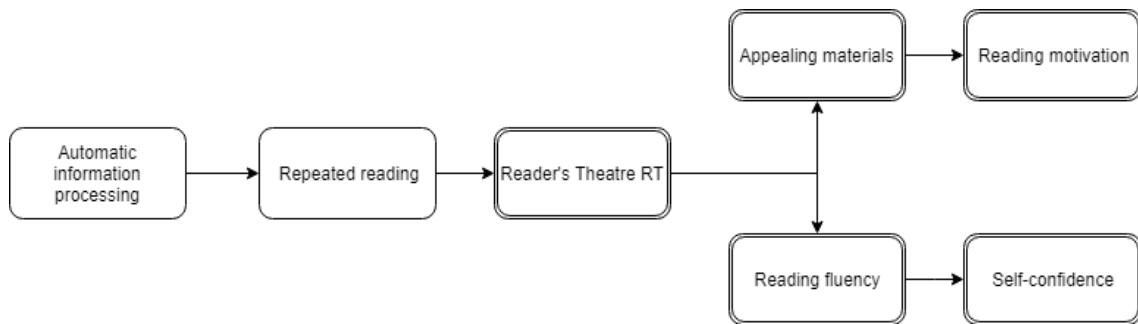 Automatic
information
processing
Repeated reading
Reader's Theatre RT
Appealing materials
Reading motivation
Reading fluency
Self-confidence